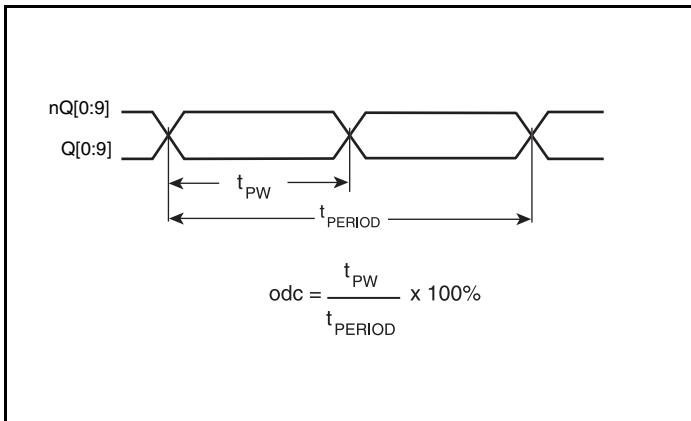 nQ[0:9]
Q[0:9]
tPW
tPERIOD
tPW
odc = x 100%
tPERIOD